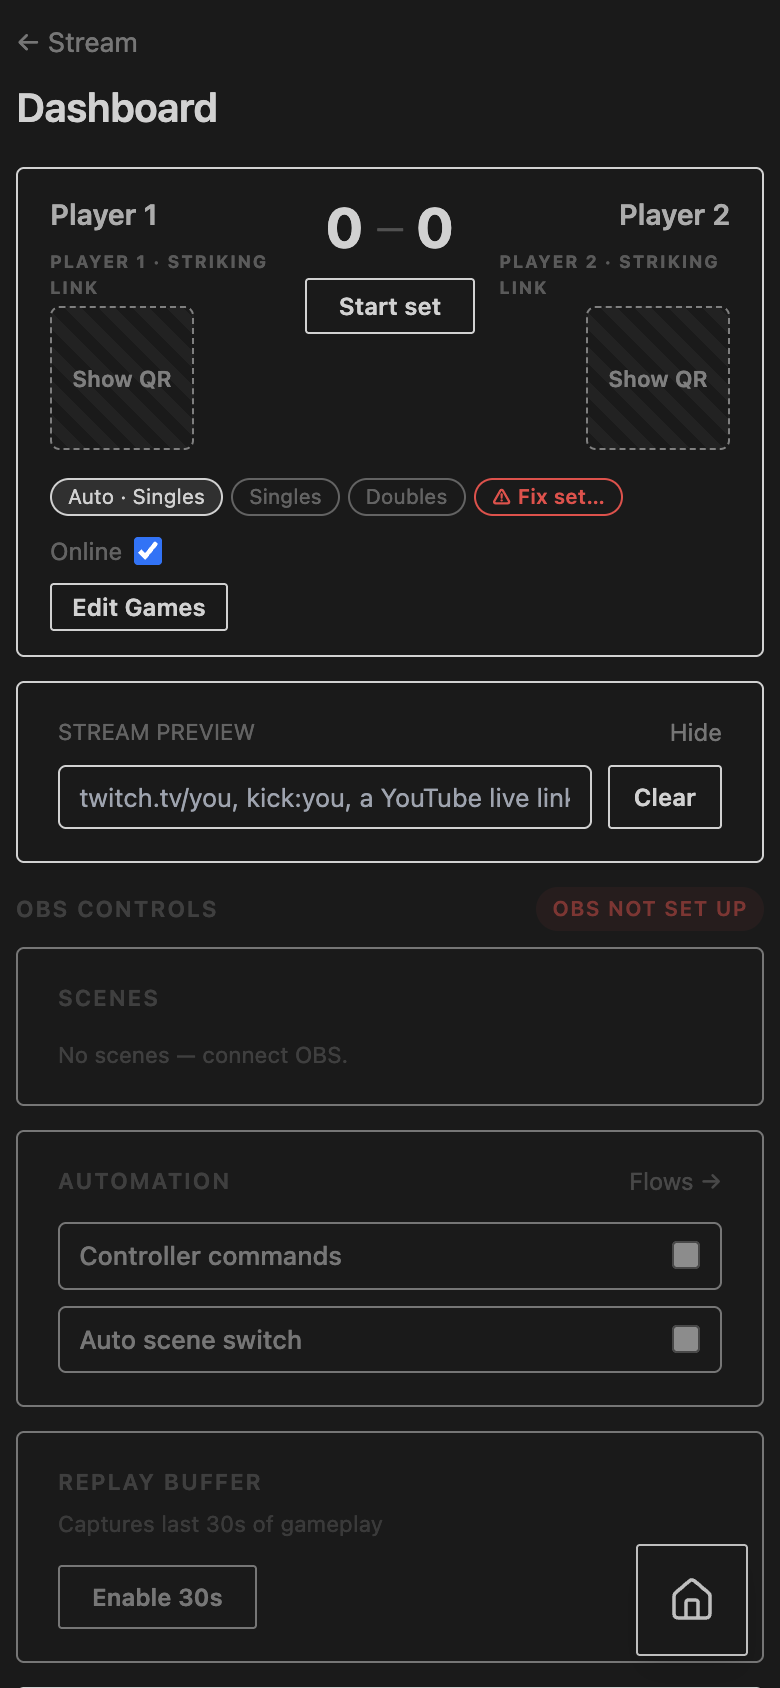 ← Stream
Dashboard
Player 1
0 — 0
Player 2
PLAYER 1 · STRIKING
LINK
Start set
PLAYER 2 · STRIKING
LINK
Show QR
Show QR
Auto · Singles
Singles
Doubles
⚠ Fix set...
Online
Edit Games
STREAM PREVIEW
Hide
twitch.tv/you, kick:you, a YouTube live link
Clear
OBS CONTROLS
OBS NOT SET UP
SCENES
No scenes — connect OBS.
AUTOMATION
Flows →
Controller commands
Auto scene switch
REPLAY BUFFER
Captures last 30s of gameplay
Enable 30s